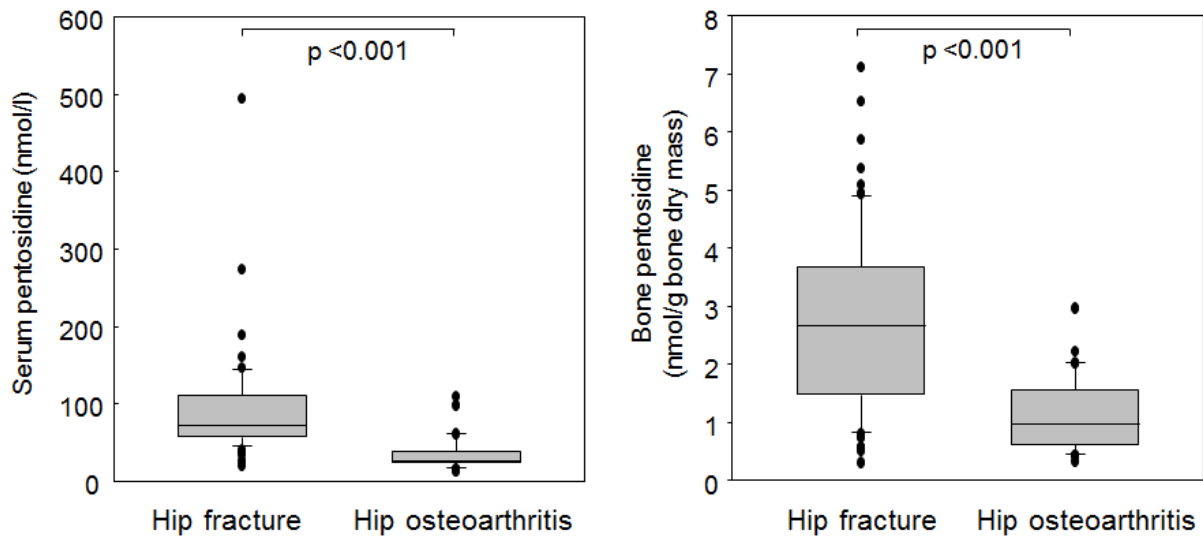 Serum pentosidine (nmol/l)
600
500
400
300
200
100
0
p <0.001
Hip fracture
Hip osteoarthritis
Bone pentosidine
(nmol/g bone dry mass)
8
7
6
5
4
3
2
1
0
p <0.001
Hip fracture
Hip osteoarthritis